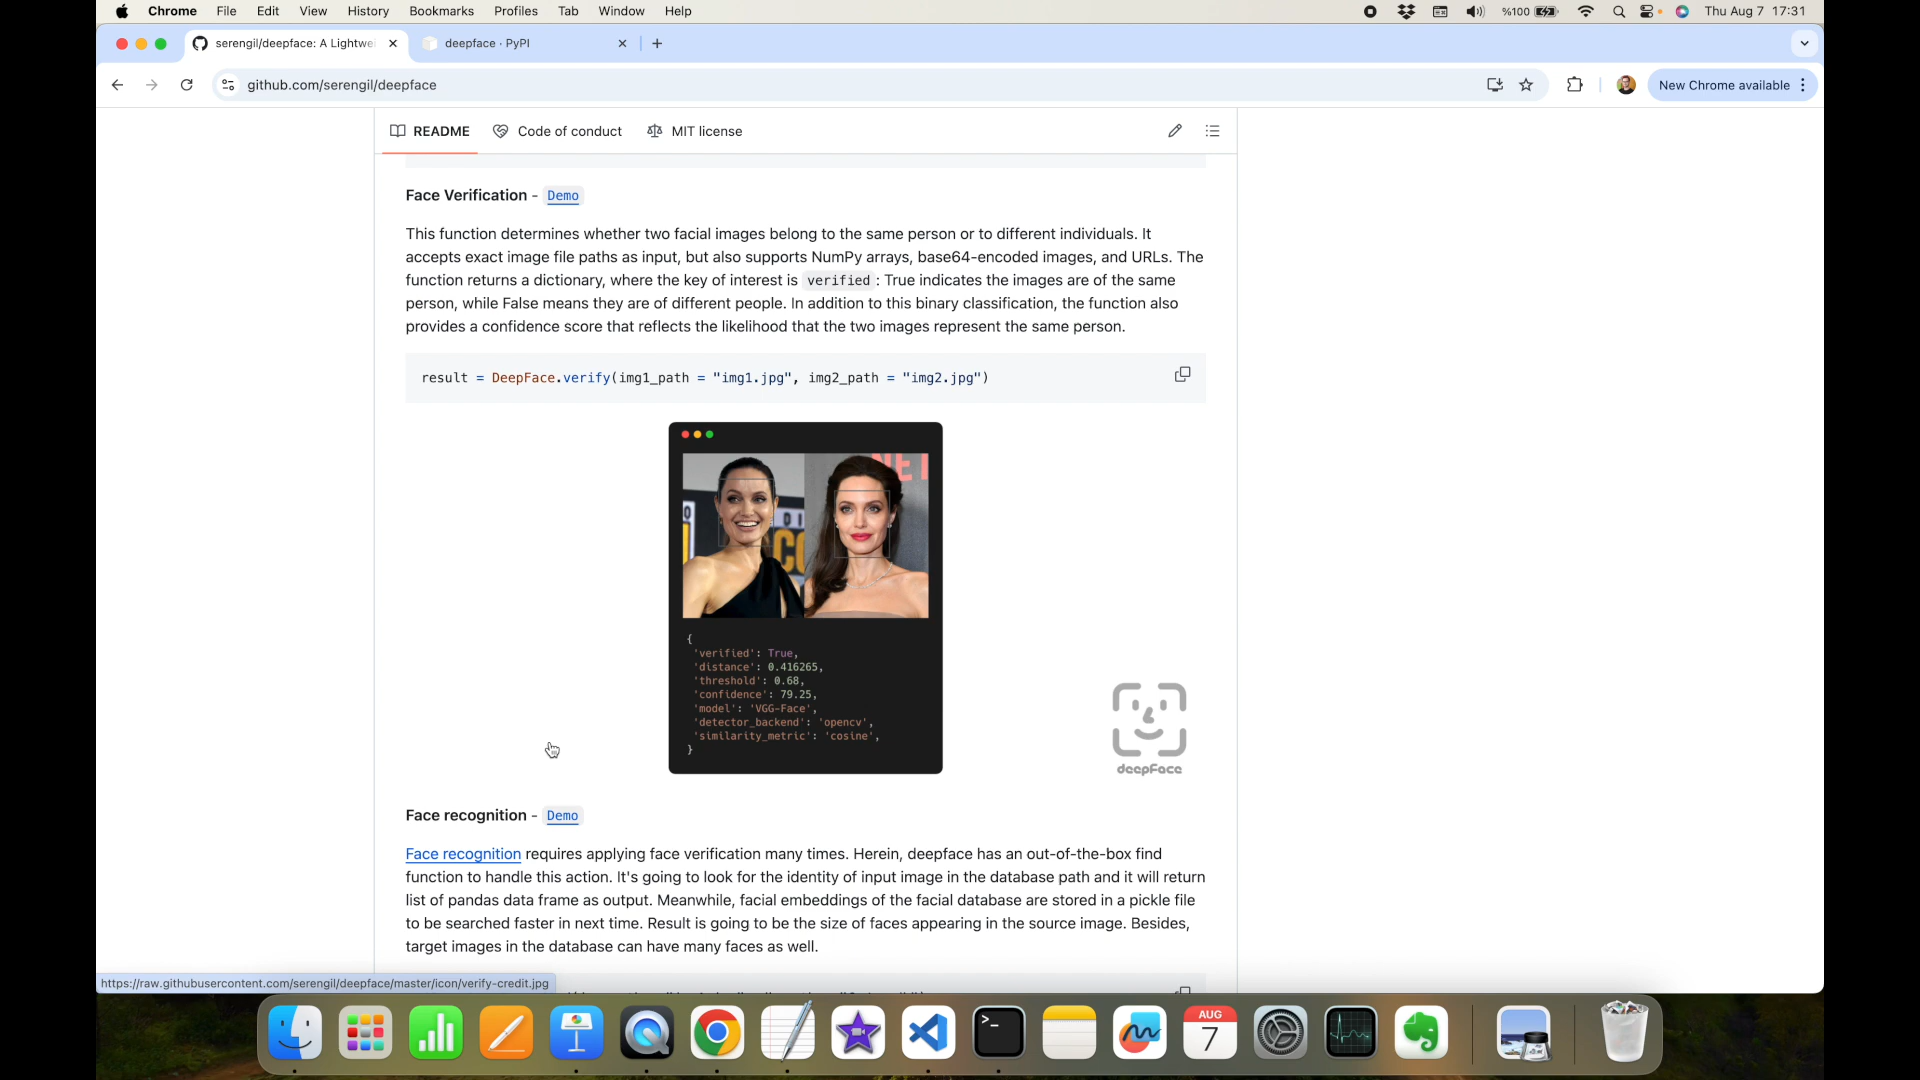 Chrome File Edit View History Bookmarks Profiles Tab Window Help %100 Thu Aug 7 17:31
serengil/deepface: A Lightwei deepface · PyPI
github.com/serengil/deepface New Chrome available
README Code of conduct MIT license
Face Verification - Demo
This function determines whether two facial images belong to the same person or to different individuals. It
accepts exact image file paths as input, but also supports NumPy arrays, base64-encoded images, and URLs. The
function returns a dictionary, where the key of interest is verified : True indicates the images are of the same
person, while False means they are of different people. In addition to this binary classification, the function also
provides a confidence score that reflects the likelihood that the two images represent the same person.
result = DeepFace.verify(img1_path = "img1.jpg", img2_path = "img2.jpg")
NET
{
'verified': True,
'distance': 0.416265,
'threshold': 0.68,
'confidence': 79.25,
'model': 'VGG-Face',
'detector_backend': 'opencv',
'similarity_metric': 'cosine',
}
deepFace
Face recognition - Demo
Face recognition requires applying face verification many times. Herein, deepface has an out-of-the-box find
function to handle this action. It's going to look for the identity of input image in the database path and it will return
list of pandas data frame as output. Meanwhile, facial embeddings of the facial database are stored in a pickle file
to be searched faster in next time. Result is going to be the size of faces appearing in the source image. Besides,
target images in the database can have many faces as well.
https://raw.githubusercontent.com/serengil/deepface/master/icon/verify-credit.jpg
>_
AUG
7